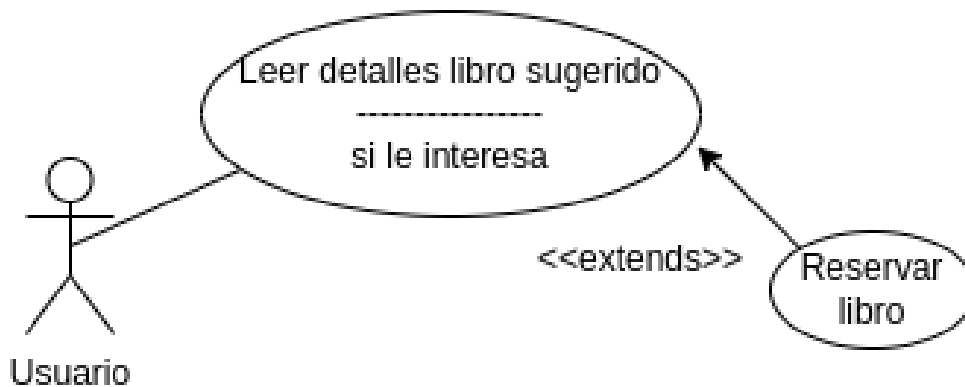 Leer detalles libro sugerido
----------------
si le interesa
<<extends>>
Reservar
libro
Usuario